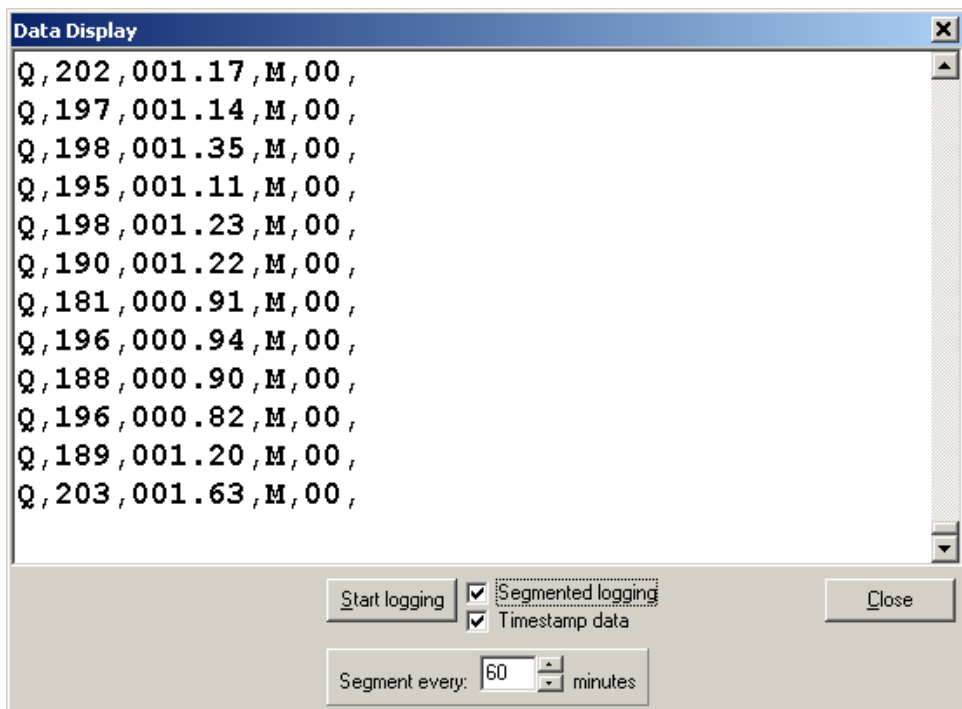 Data Display
Q,202,001.17,M,00,
Q,197,001.14,M,00,
Q,198,001.35,M,00,
Q,195,001.11,M,00,
Q,198,001.23,M,00,
Q,190,001.22,M,00,
Q,181,000.91,M,00,
Q,196,000.94,M,00,
Q,188,000.90,M,00,
Q,196,000.82,M,00,
Q,189,001.20,M,00,
Q,203,001.63,M,00,
Start logging
Segmented logging
Close
Timestamp data
Segment every: 60 minutes